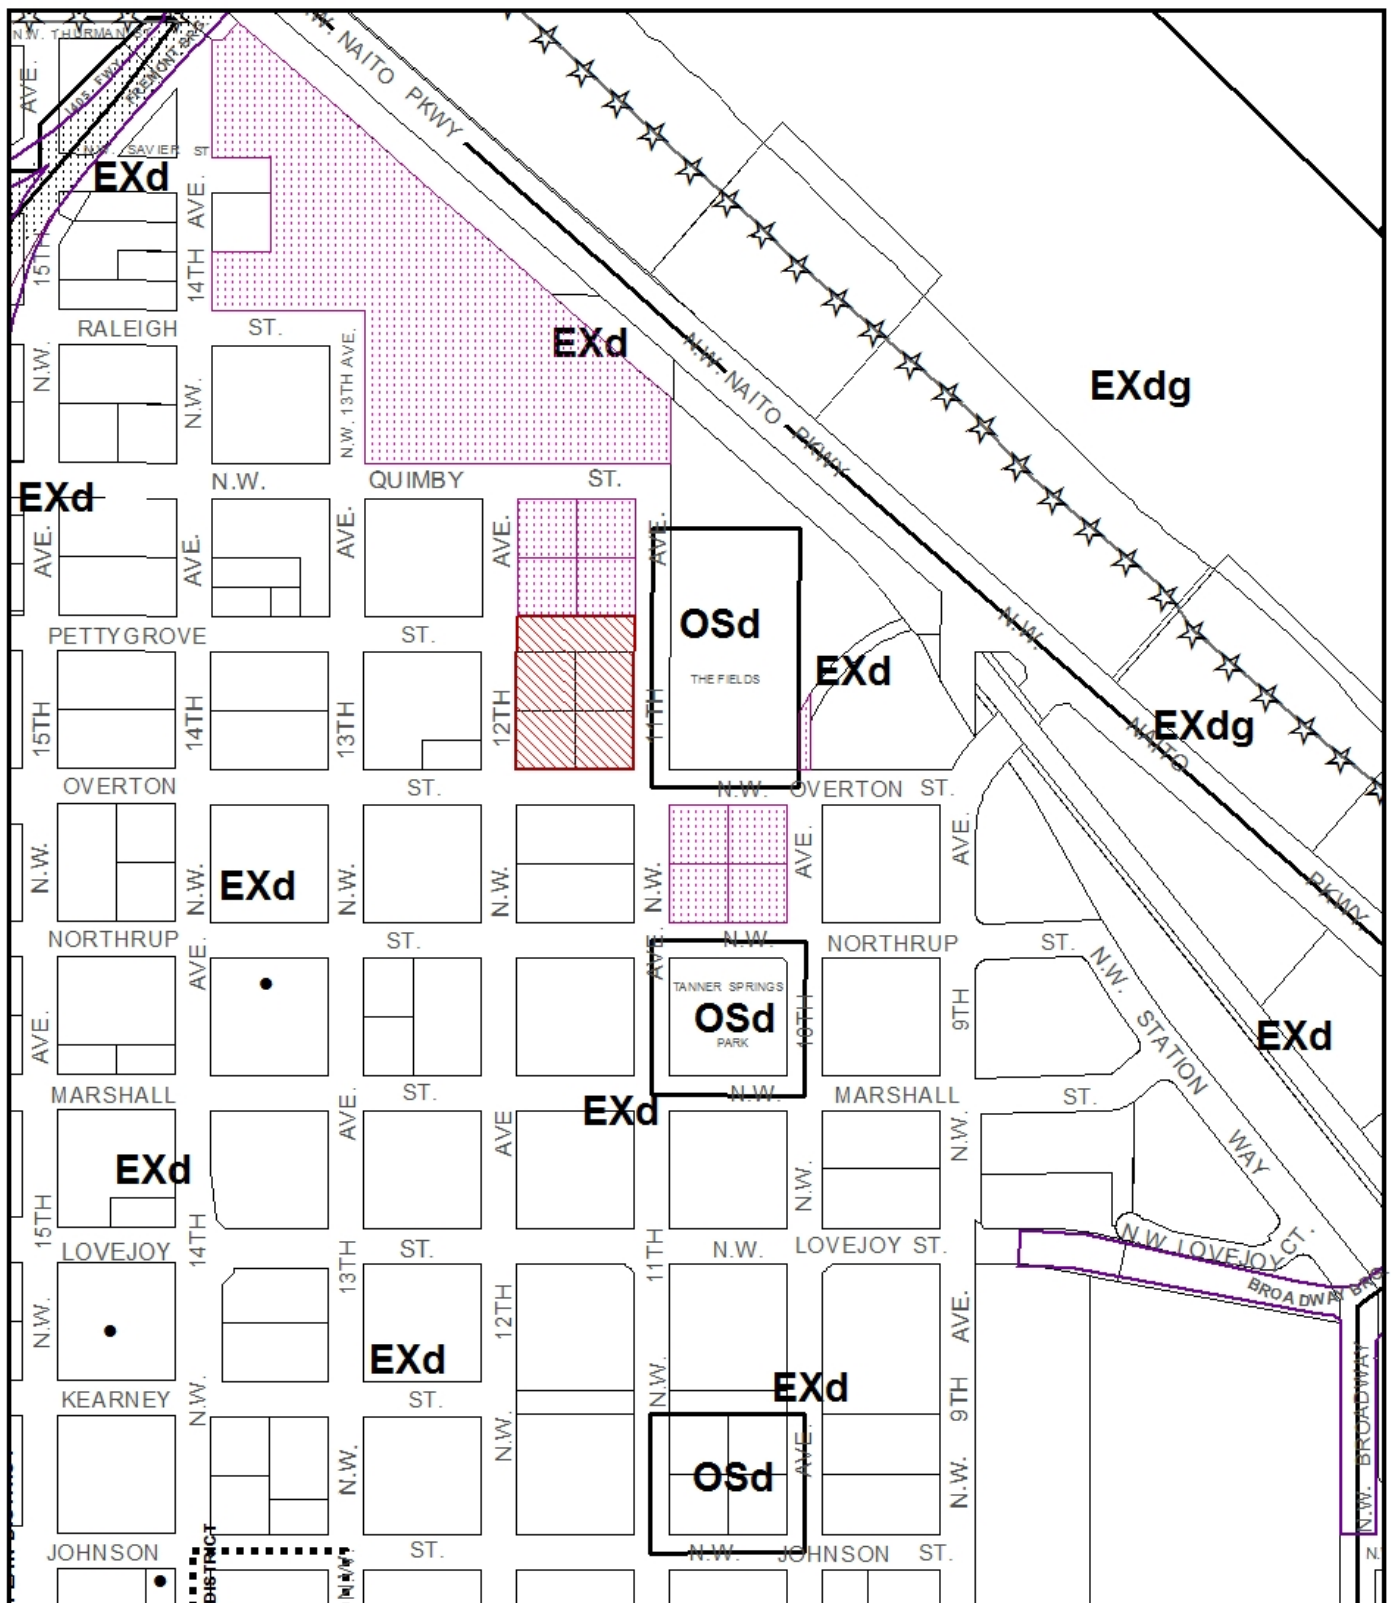 N.W. THURMAN ST.
AVE.
I405 FWY
FREMONT BRG
N.W. NAITO PKWY
N.W. SAVIER ST
EXd
AVE.
14TH
15TH
RALEIGH ST.
EXd
N.W.
N.W.
N.W. 13TH AVE.
N.W. NAITO PKWY
EXdg
N.W. QUIMBY ST.
EXd
AVE.
AVE.
AVE.
AVE.
AVE.
OSd
THE FIELDS
N.W.
PETTYGROVE ST.
EXd
15TH
14TH
13TH
12TH
11TH
EXdg
NAITO
OVERTON ST.
N.W. OVERTON ST.
AVE.
AVE.
N.W.
N.W.
N.W.
N.W.
N.W.
EXd
PKWY
NORTHRUP ST.
N.W. NORTHRUP ST.
AVE.
AVE.
N.W. STATION WAY
TANNER SPRINGS
OSd
PARK
10TH
9TH
AVE.
EXd
MARSHALL ST.
N.W. MARSHALL ST.
EXd
AVE.
AVE
N.W.
N.W.
EXd
15TH
14TH
LOVEJOY ST.
N.W. LOVEJOY ST.
N.W LOVEJOY CT.
13TH
11TH
BROADWAY BRG
12TH
AVE.
N.W.
EXd
EXd
N.W.
KEARNEY ST.
N.W.
9TH
N.W.
N.W.
AVE.
OSd
N.W.
N.W. BROADWAY
JOHNSON ST.
N.W. JOHNSON ST.
N.W.
DISTRICT